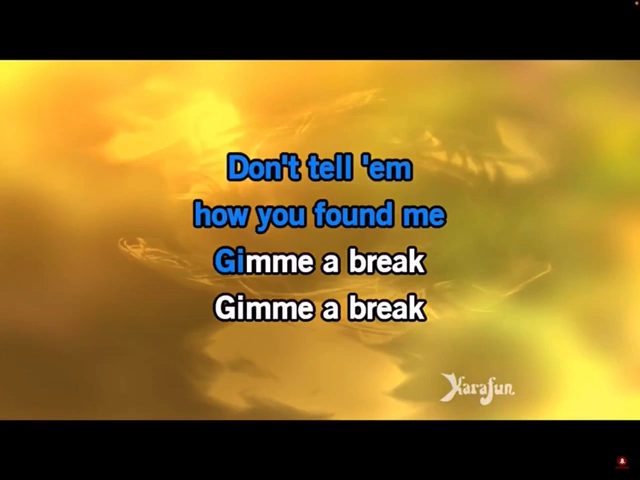 Don't tell 'em
how you found me
Gimme a break
Gimme a break
Karafun